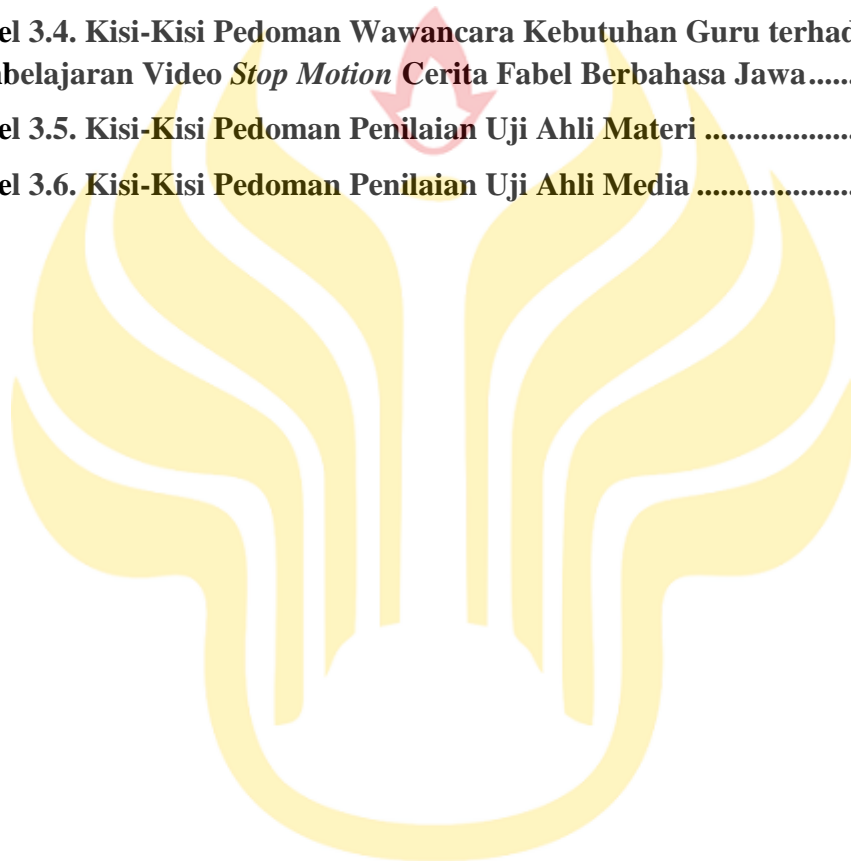 el 3.4. Kisi-Kisi Pedoman Wawancara Kebutuhan Guru terhad
belajaran Video Stop Motion Cerita Fabel Berbahasa Jawa.......
el 3.5. Kisi-Kisi Pedoman Penilaian Uji Ahli Materi ...................
el 3.6. Kisi-Kisi Pedoman Penilaian Uji Ahli Media ....................